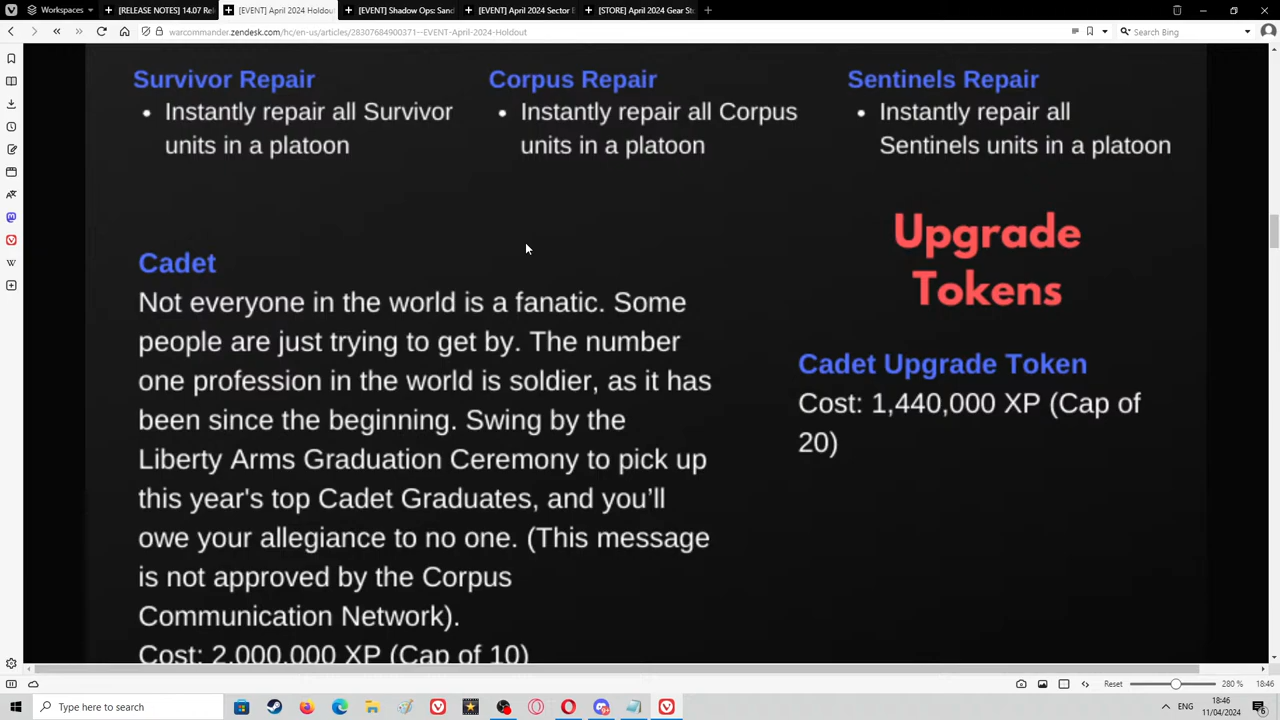 Workspaces
[RELEASE NOTES] 14.07 Rel
[EVENT] April 2024 Holdout
[EVENT] Shadow Ops: Sand
[EVENT] April 2024 Sector
[STORE] April 2024 Gear St
warcommander.zendesk.com/hc/en-us/articles/28307684900371--EVENT-April-2024-Holdout
Search Bing
Survivor Repair
• Instantly repair all Survivor
units in a platoon
Corpus Repair
• Instantly repair all Corpus
units in a platoon
Sentinels Repair
• Instantly repair all
Sentinels units in a platoon
Cadet
Not everyone in the world is a fanatic. Some
people are just trying to get by. The number
one profession in the world is soldier, as it has
been since the beginning. Swing by the
Liberty Arms Graduation Ceremony to pick up
this year's top Cadet Graduates, and you’ll
owe your allegiance to no one. (This message
is not approved by the Corpus
Communication Network).
Cost: 2,000,000 XP (Cap of 10)
Upgrade
Tokens
Cadet Upgrade Token
Cost: 1,440,000 XP (Cap of
20)
Reset
280 %
18:46
Type here to search
ENG
18:46
11/04/2024